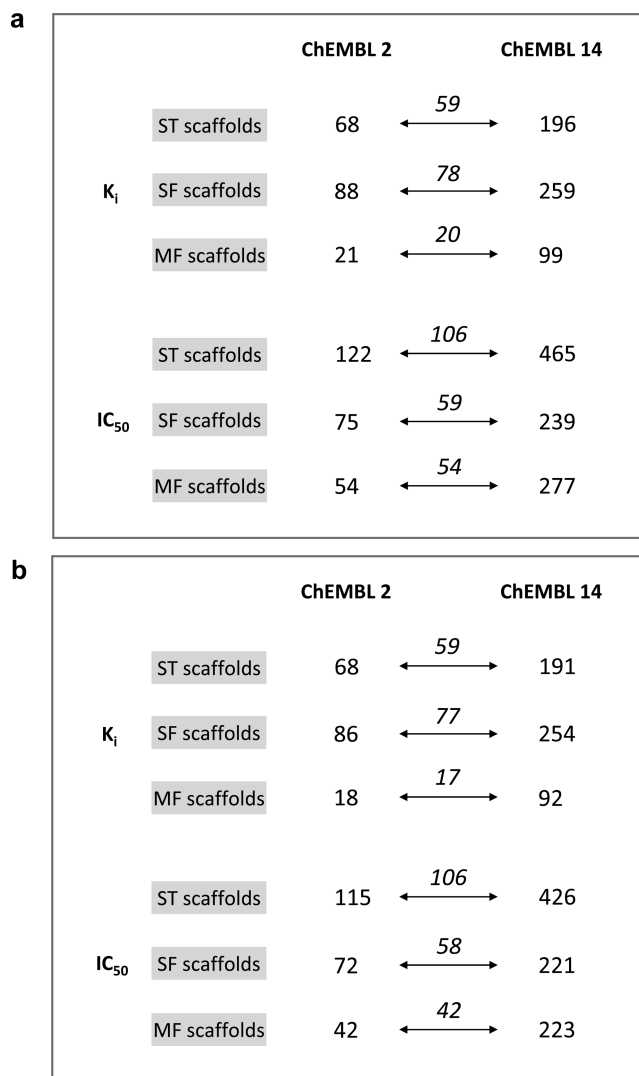 a
ChEMBL 2 ChEMBL 14
59
ST scaffolds 68 196
78
Ki SF scaffolds 88 259
20
MF scaffolds 21 99
106
ST scaffolds 122 465
59
IC50 SF scaffolds 75 239
54
MF scaffolds 54 277
b
ChEMBL 2 ChEMBL 14
59
ST scaffolds 68 191
77
Ki SF scaffolds 86 254
17
MF scaffolds 18 92
106
ST scaffolds 115 426
58
IC50 SF scaffolds 72 221
42
MF scaffolds 42 223